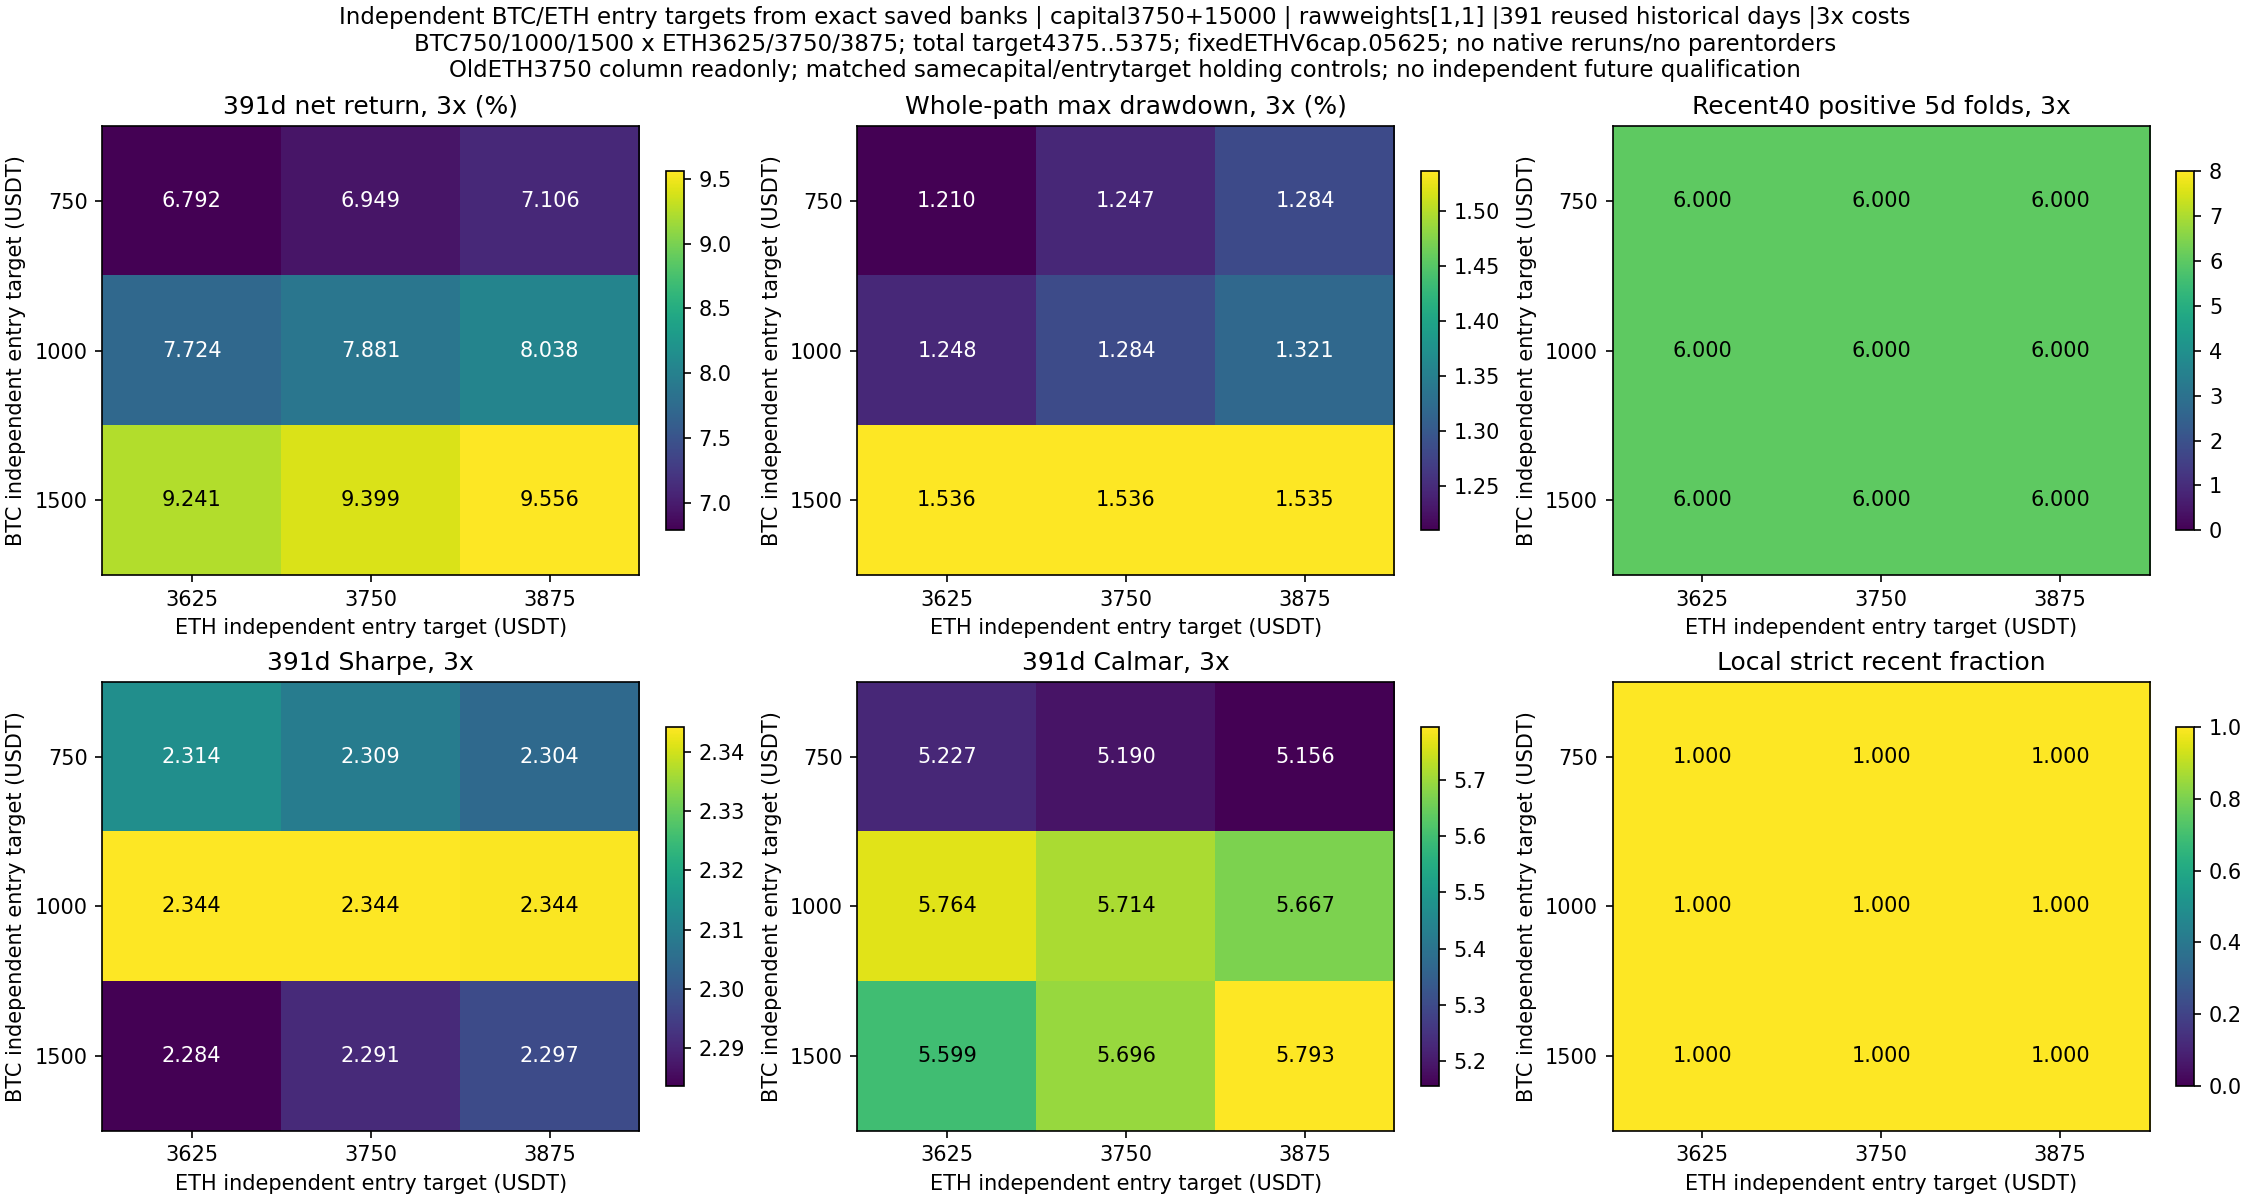 Independent BTC/ETH entry targets from exact saved banks | capital3750+15000 | rawweights[1,1] |391 reused historical days |3x costs
BTC750/1000/1500 x ETH3625/3750/3875; total target4375..5375; fixedETHV6cap.05625; no native reruns/no parentorders
OldETH3750 column readonly; matched samecapital/entrytarget holding controls; no independent future qualification
391d net return, 3x (%)
BTC independent entry target (USDT)
750
1000
1500
6.792 6.949 7.106
7.724 7.881 8.038
9.241 9.399 9.556
3625 3750 3875
ETH independent entry target (USDT)
9.5
9.0
8.5
8.0
7.5
7.0
Whole-path max drawdown, 3x (%)
BTC independent entry target (USDT)
750
1000
1500
1.210 1.247 1.284
1.248 1.284 1.321
1.536 1.536 1.535
3625 3750 3875
ETH independent entry target (USDT)
1.50
1.45
1.40
1.35
1.30
1.25
Recent40 positive 5d folds, 3x
BTC independent entry target (USDT)
750
1000
1500
6.000 6.000 6.000
6.000 6.000 6.000
6.000 6.000 6.000
3625 3750 3875
ETH independent entry target (USDT)
8
7
6
5
4
3
2
1
0
391d Sharpe, 3x
BTC independent entry target (USDT)
750
1000
1500
2.314 2.309 2.304
2.344 2.344 2.344
2.284 2.291 2.297
3625 3750 3875
ETH independent entry target (USDT)
2.34
2.33
2.32
2.31
2.30
2.29
391d Calmar, 3x
BTC independent entry target (USDT)
750
1000
1500
5.227 5.190 5.156
5.764 5.714 5.667
5.599 5.696 5.793
3625 3750 3875
ETH independent entry target (USDT)
5.7
5.6
5.5
5.4
5.3
5.2
Local strict recent fraction
BTC independent entry target (USDT)
750
1000
1500
1.000 1.000 1.000
1.000 1.000 1.000
1.000 1.000 1.000
3625 3750 3875
ETH independent entry target (USDT)
1.0
0.8
0.6
0.4
0.2
0.0